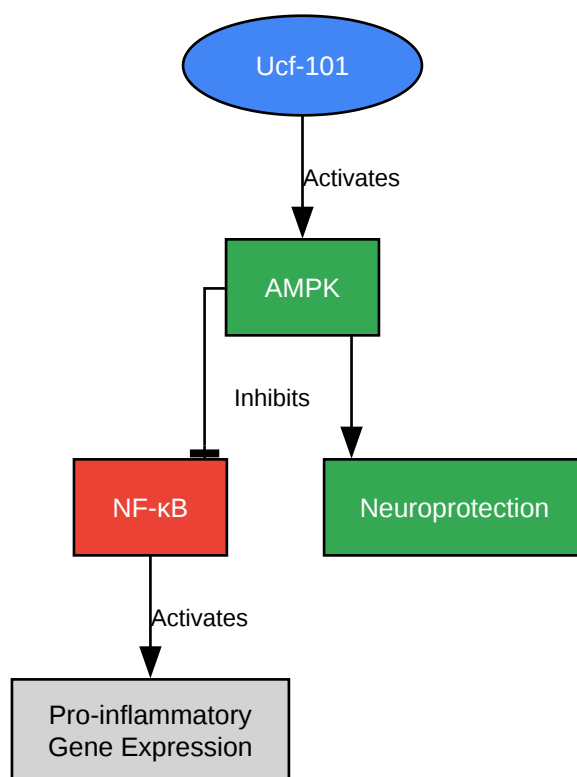 Ucf-101
Activates
AMPK
Inhibits
NF-κB
Neuroprotection
Activates
Pro-inflammatory
Gene Expression